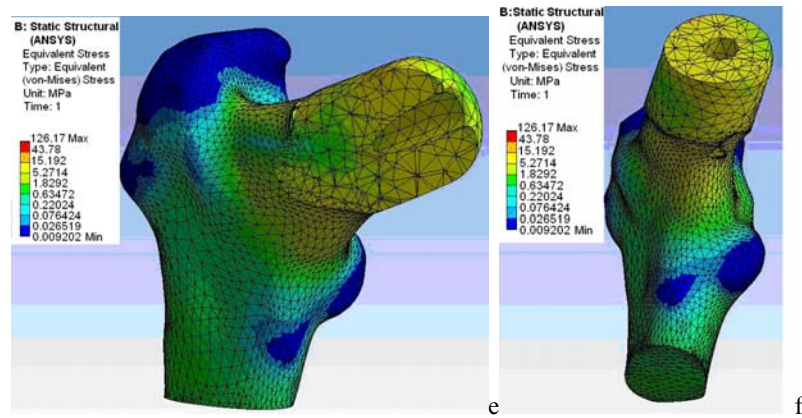 B: Static Structural
(ANSYS)
Equivalent Stress
Type: Equivalent
(von-Mises) Stress
Unit: MPa
Time: 1
126.17 Max
43.78
15.192
5.2714
1.8292
0.63472
0.22024
0.076424
0.026519
0.009202 Min
e
B:Static Structural
(ANSYS)
Equivalent Stress
Type: Equivalent
(von-Mises) Stress
Unit: MPa
Time: 1
126.17 Max
43.78
15.192
5.2714
1.8292
0.63472
0.22024
0.076424
0.026519
0.009202 Min
f